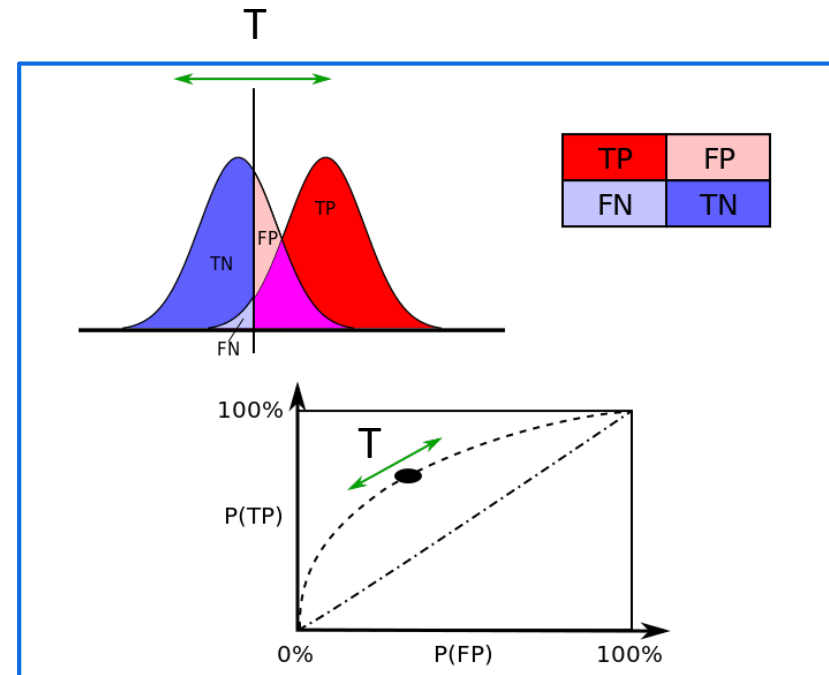 T
TP FP
FN TN
TP
FP
TN
FN
100%
T
P(TP)
0% P(FP) 100%